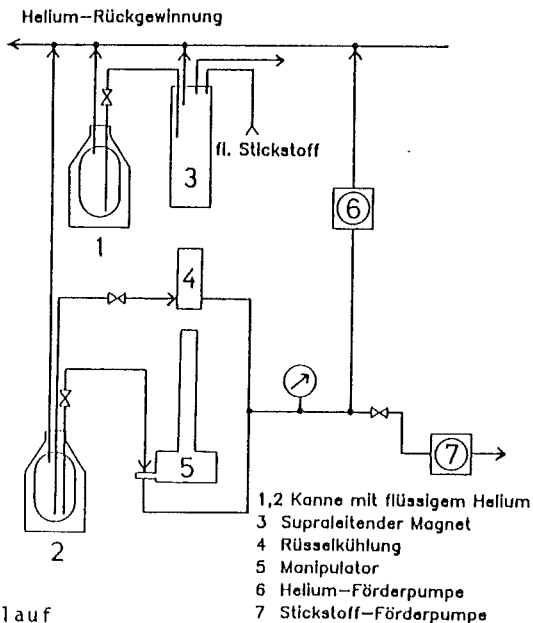 Helium-Rückgewinnung
fl. Stickstoff
3
1
6
4
5
7
2
1,2 Kanne mit flüssigem Helium
3 Supraleitender Magnet
4 Rüsselkühlung
5 Manipulator
6 Helium-Förderpumpe
7 Stickstoff-Förderpumpe
lauf